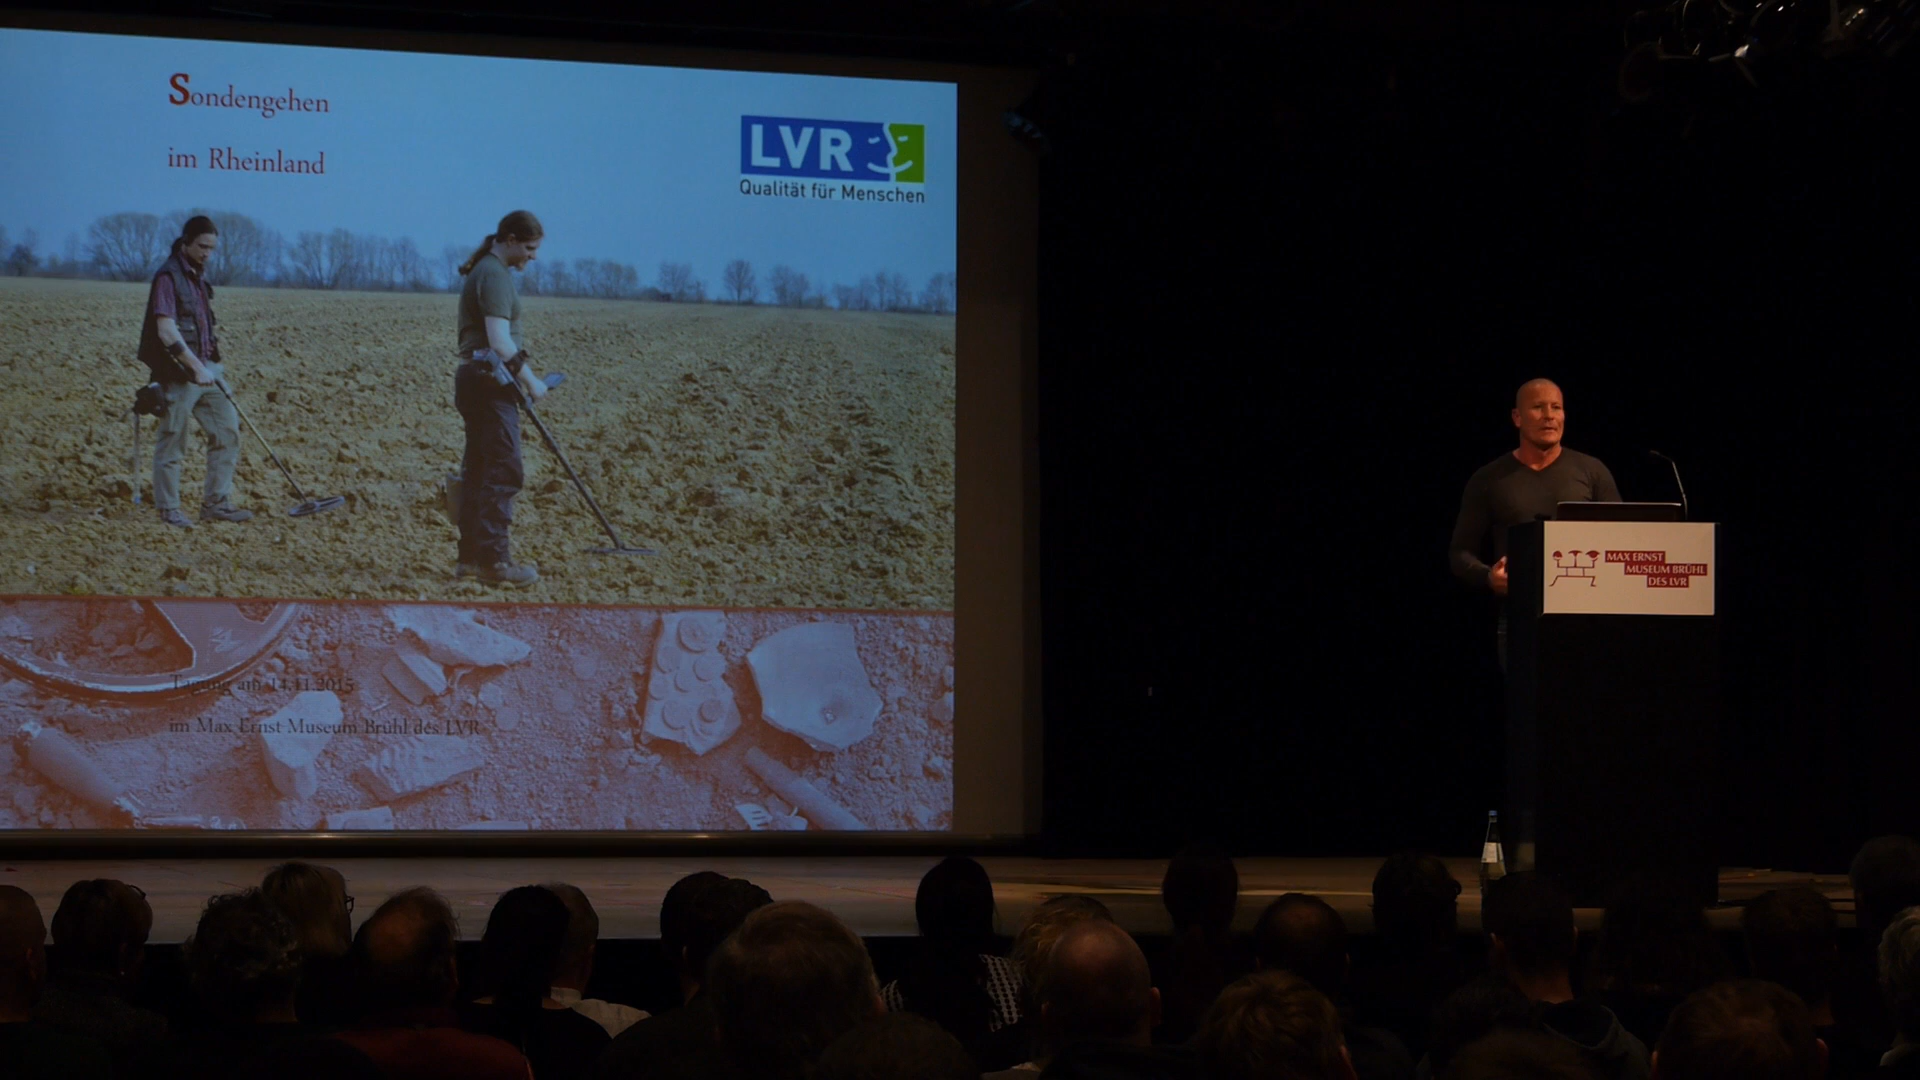 Sondengehen
im Rheinland
LVR
Qualität für Menschen
Tagung am 14.11.2015
im Max Ernst Museum Brühl des LVR
MAX ERNST
MUSEUM BRÜHL
DES LVR